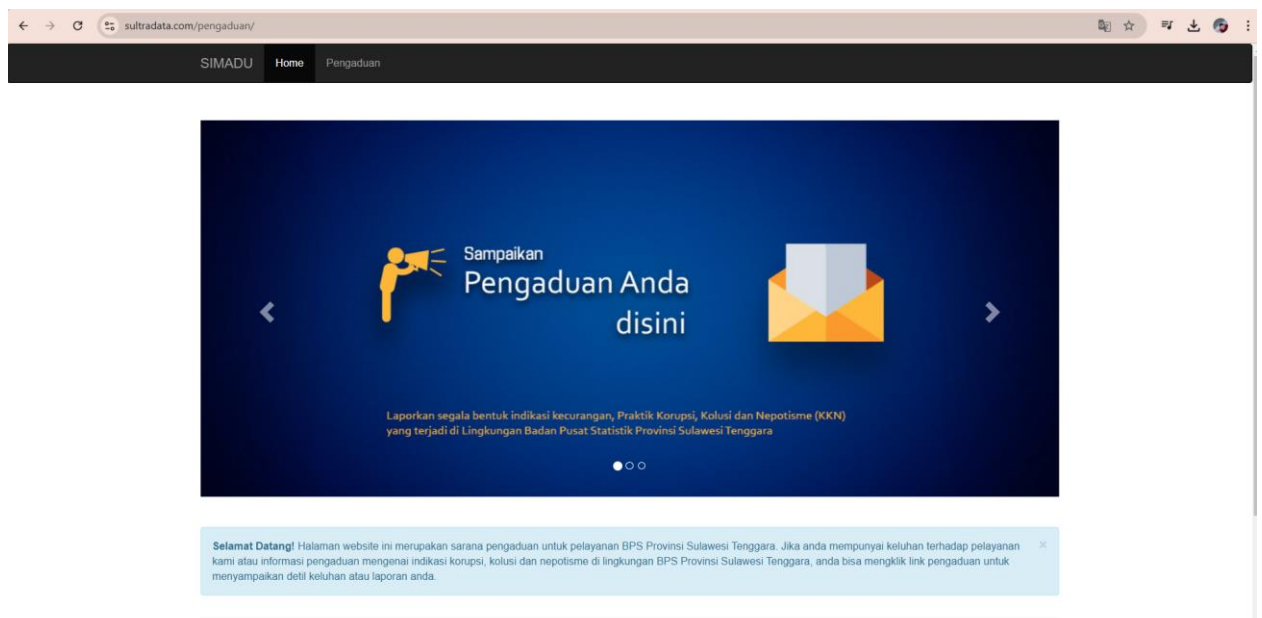 sultradata.com/pengaduan/
SIMADU Home Pengaduan
Sampaikan
Pengaduan Anda
disini
Laporkan segala bentuk indikasi kecurangan, Praktik Korupsi, Kolusi dan Nepotisme (KKN)
yang terjadi di Lingkungan Badan Pusat Statistik Provinsi Sulawesi Tenggara
Selamat Datang! Halaman website ini merupakan sarana pengaduan untuk pelayanan BPS Provinsi Sulawesi Tenggara. Jika anda mempunyai keluhan terhadap pelayanan
kami atau informasi pengaduan mengenai indikasi korupsi, kolusi dan nepotisme di lingkungan BPS Provinsi Sulawesi Tenggara, anda bisa mengklik link pengaduan untuk
menyampaikan detil keluhan atau laporan anda.